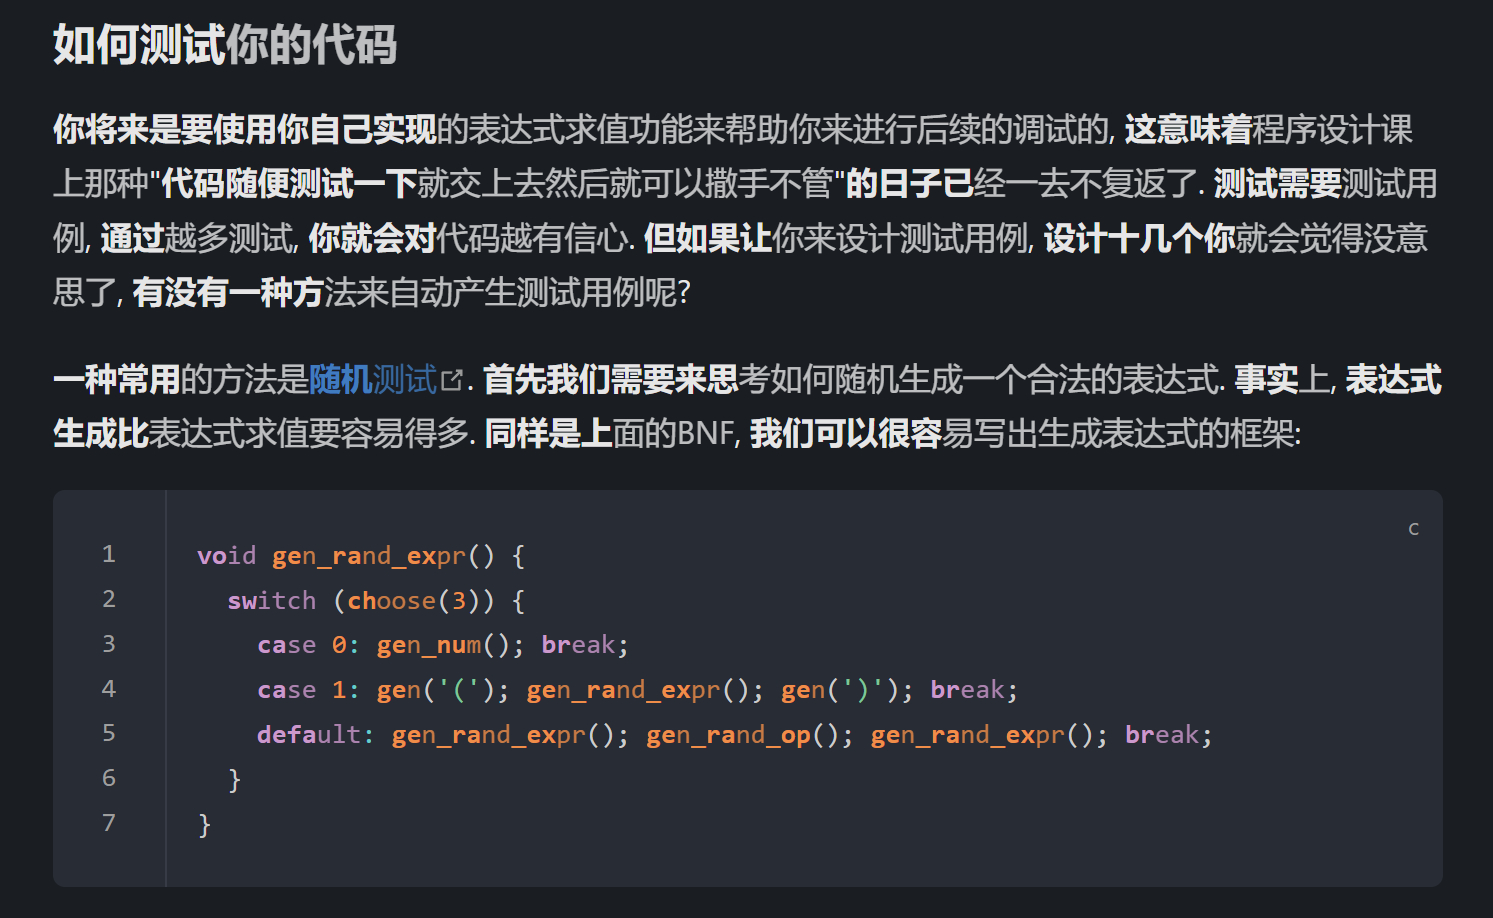 如何测试你的代码
你将来是要使用你自己实现的表达式求值功能来帮助你来进行后续的调试的, 这意味着程序设计课
上那种"代码随便测试一下就交上去然后就可以撒手不管"的日子已经一去不复返了. 测试需要测试用
例, 通过越多测试, 你就会对代码越有信心. 但如果让你来设计测试用例, 设计十几个你就会觉得没意
思了, 有没有一种方法来自动产生测试用例呢?
一种常用的方法是随机测试. 首先我们需要来思考如何随机生成一个合法的表达式. 事实上, 表达式
生成比表达式求值要容易得多. 同样是上面的BNF, 我们可以很容易写出生成表达式的框架:
c
1 void gen_rand_expr() {
2   switch (choose(3)) {
3     case 0: gen_num(); break;
4     case 1: gen('('); gen_rand_expr(); gen(')'); break;
5     default: gen_rand_expr(); gen_rand_op(); gen_rand_expr(); break;
6   }
7 }